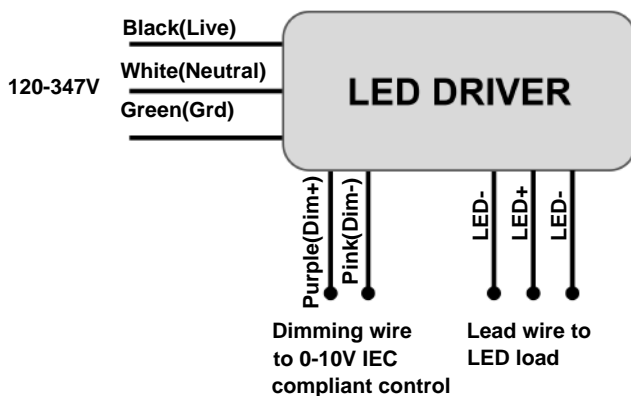 Black(Live)
120-347V
White(Neutral)
Green(Grd)
LED DRIVER
Purple(Dim+)
Pink(Dim-)
LED-
LED+
LED-
Dimming wire
to 0-10V IEC
compliant control
Lead wire to
LED load